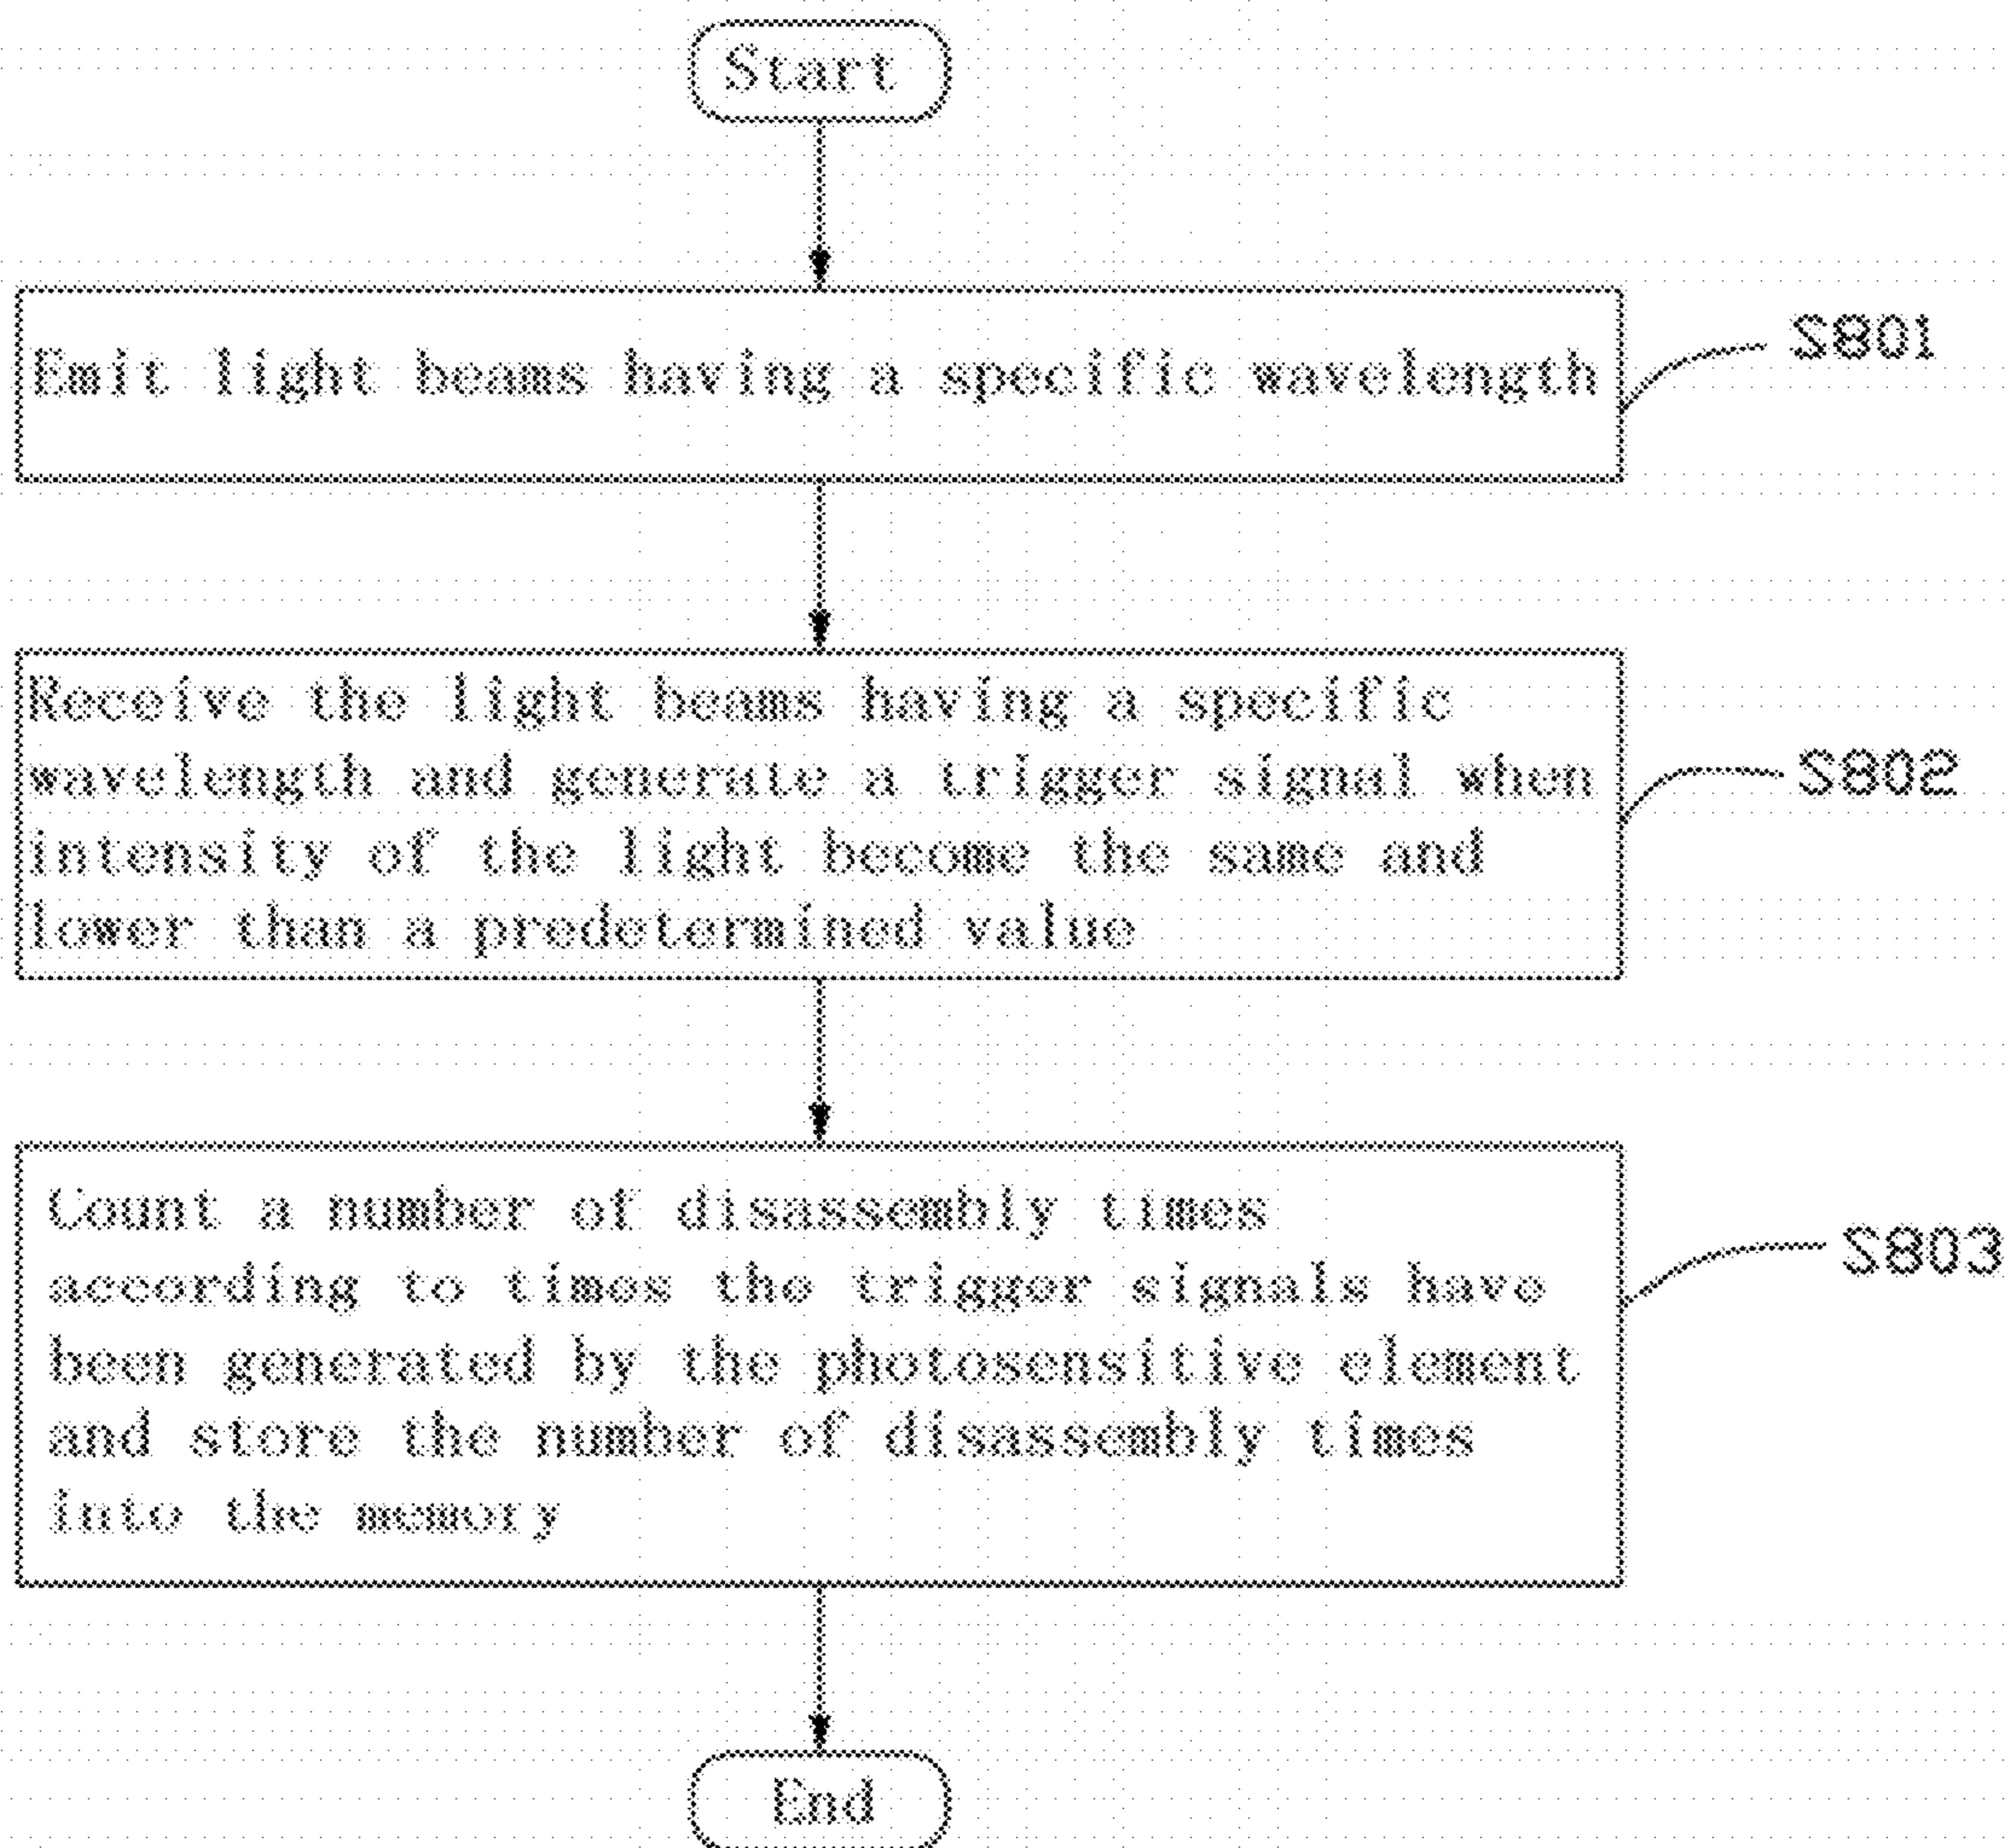 Start
Emit light beams having a specific wavelength
S801
Receive the light beams having a specific
wavelength and generate a trigger signal when
intensity of the light become the same and
lower than a predetermined value
S802
Count a number of disassembly times
according to times the trigger signals have
been generated by the photosensitive element
and store the number of disassembly times
into the memory
S803
End